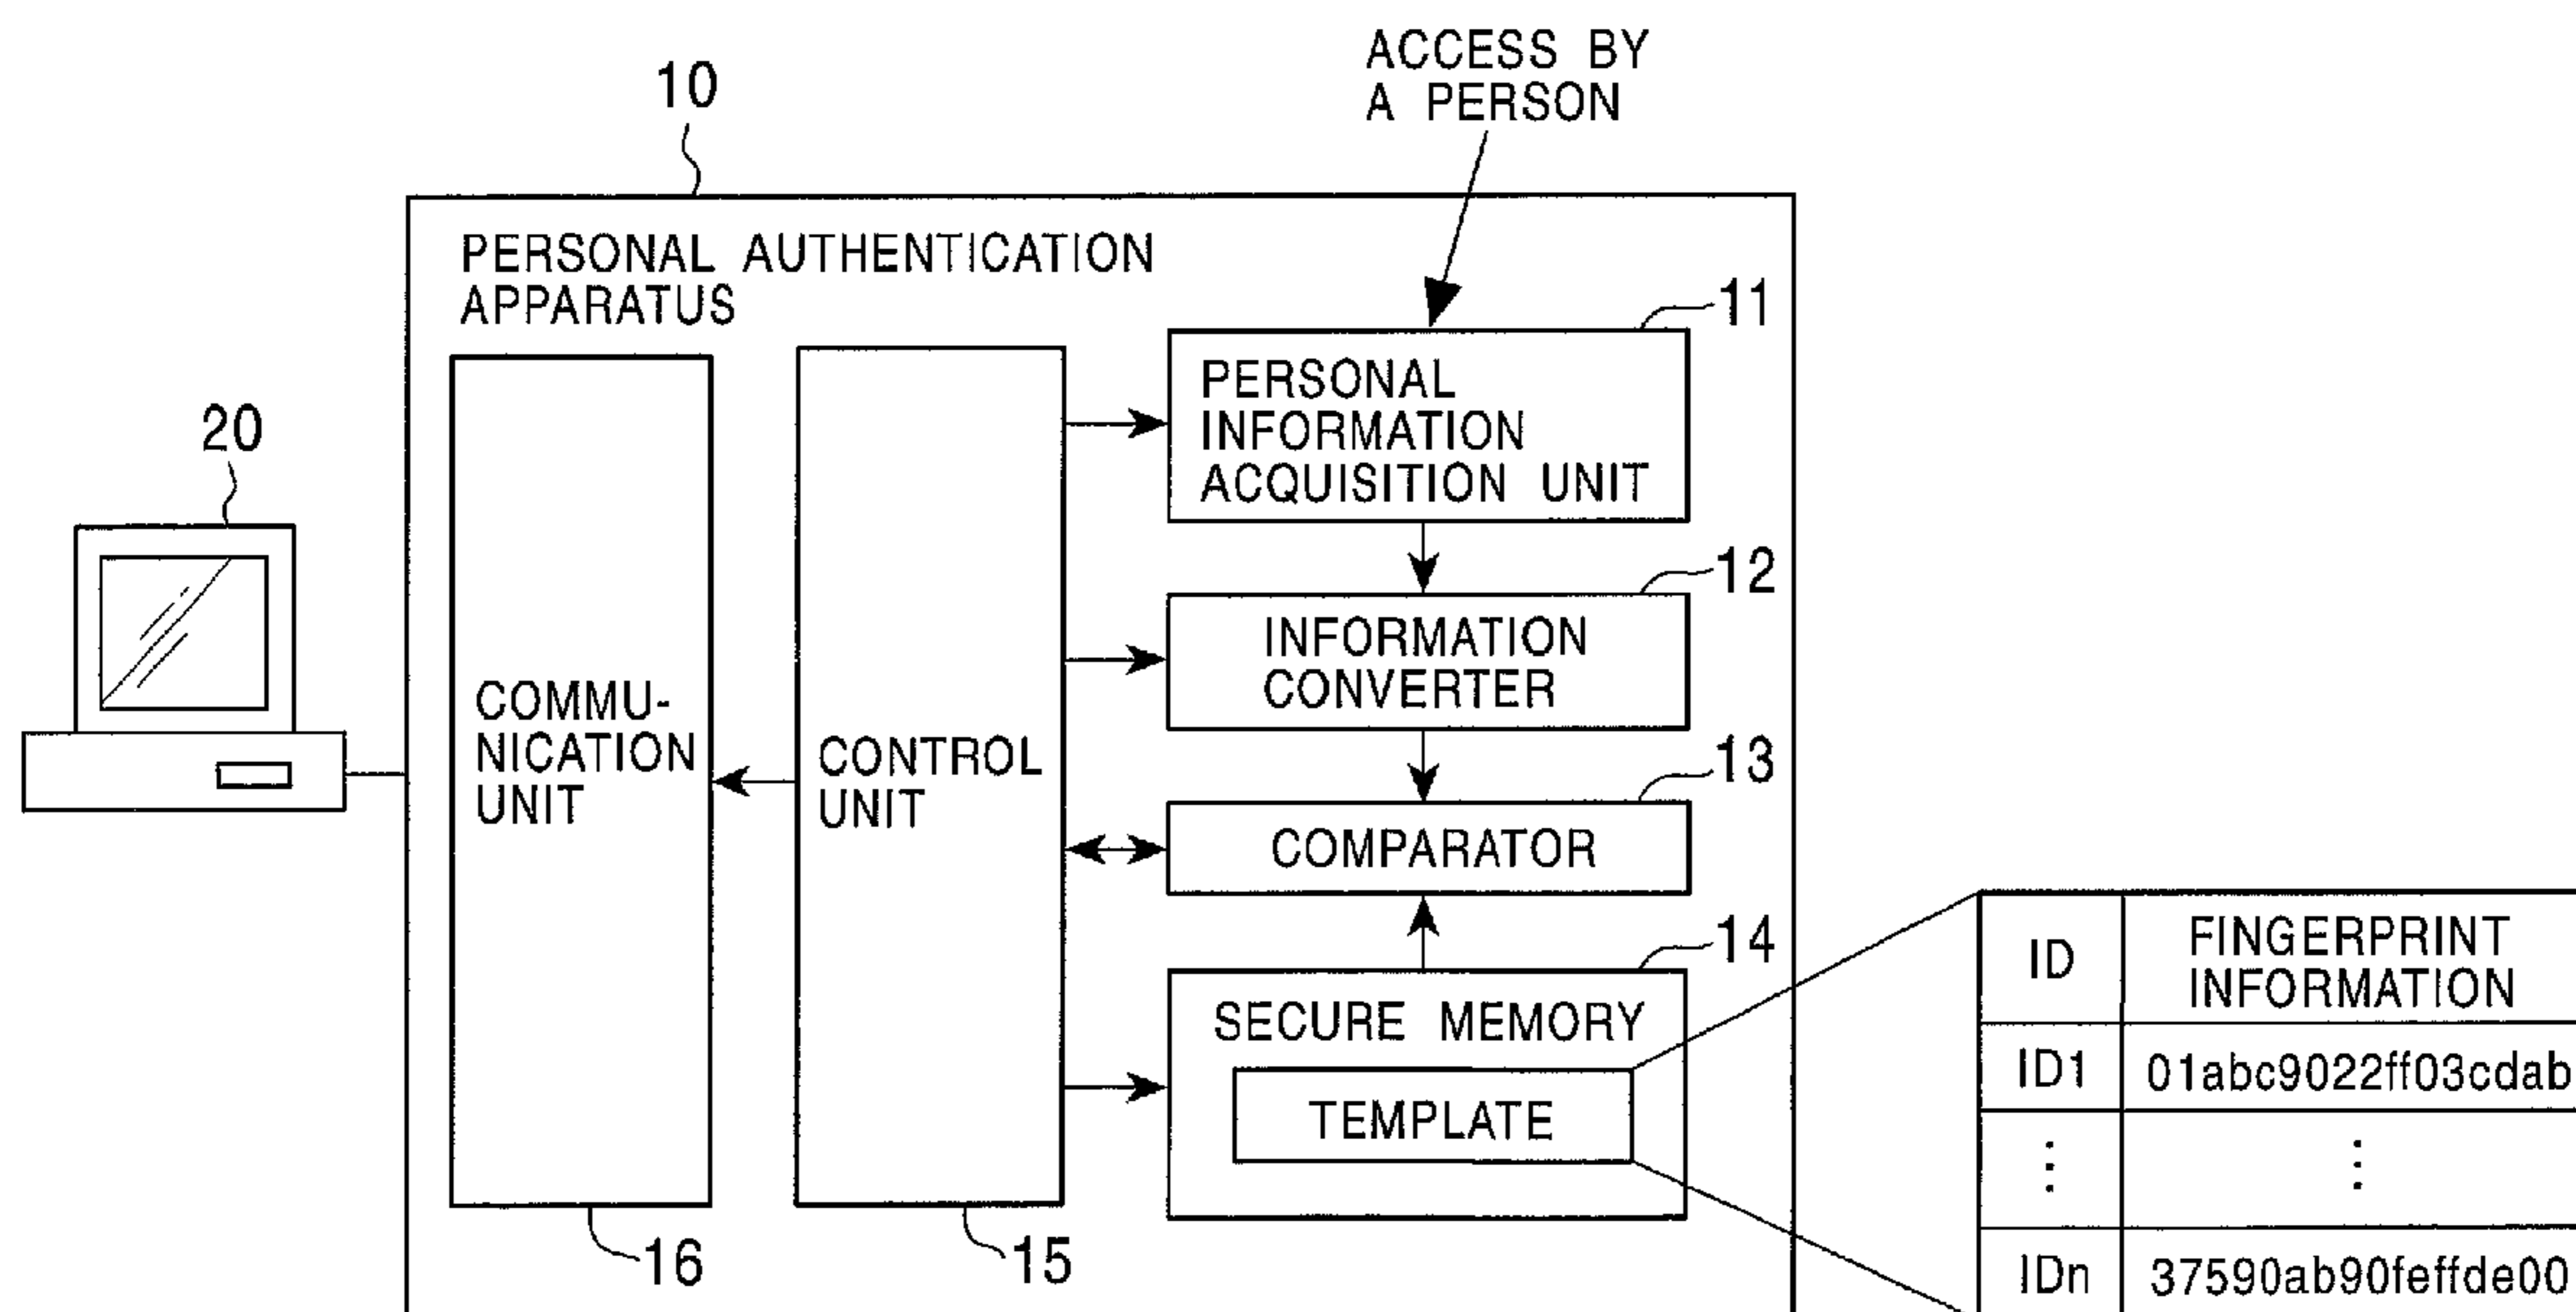 ACCESS BY
A PERSON
10
PERSONAL AUTHENTICATION
APPARATUS
11
PERSONAL
INFORMATION
ACQUISITION UNIT
20
12
INFORMATION
CONVERTER
COMMU-
NICATION
UNIT
CONTROL
UNIT
13
COMPARATOR
14
SECURE MEMORY
TEMPLATE
16
15
ID
FINGERPRINT
INFORMATION
ID1
01abc9022ff03cdab
⋮
⋮
IDn
37590ab90feffde00